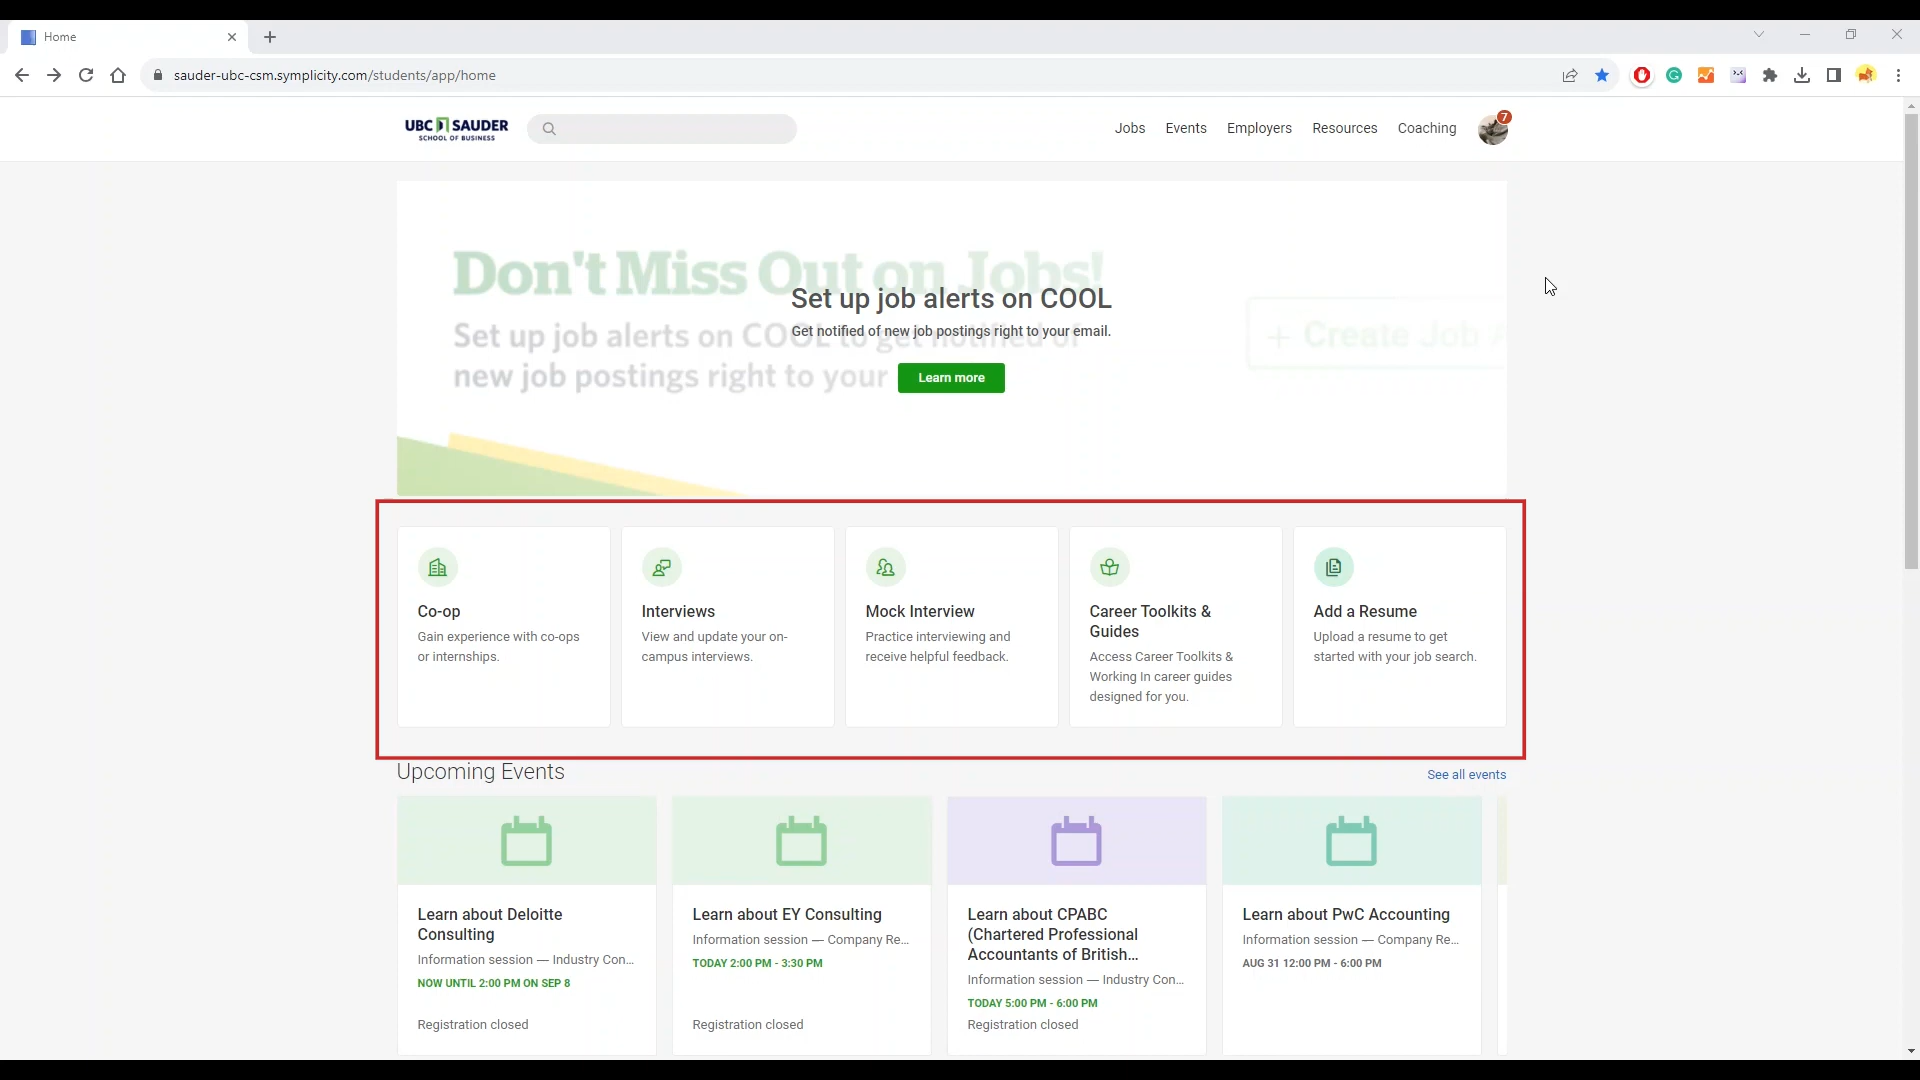 Home
sauder-ubc-csm.symplicity.com/students/app/home
UBC SAUDER
SCHOOL OF BUSINESS
Jobs
Events
Employers
Resources
Coaching
7
Don't Miss Out on Jobs!
Set up job alerts on COOL to get notified of
new job postings right to your
+ Create Job A
Set up job alerts on COOL
Get notified of new job postings right to your email.
Learn more
Co-op
Gain experience with co-ops
or internships.
Interviews
View and update your on-
campus interviews.
Mock Interview
Practice interviewing and
receive helpful feedback.
Career Toolkits &
Guides
Access Career Toolkits &
Working In career guides
designed for you.
Add a Resume
Upload a resume to get
started with your job search.
Upcoming Events
See all events
Learn about Deloitte
Consulting
Information session — Industry Con...
NOW UNTIL 2:00 PM ON SEP 8
Registration closed
Learn about EY Consulting
Information session — Company Re...
TODAY 2:00 PM - 3:30 PM
Registration closed
Learn about CPABC
(Chartered Professional
Accountants of British...
Information session — Industry Con...
TODAY 5:00 PM - 6:00 PM
Registration closed
Learn about PwC Accounting
Information session — Company Re...
AUG 31 12:00 PM - 6:00 PM